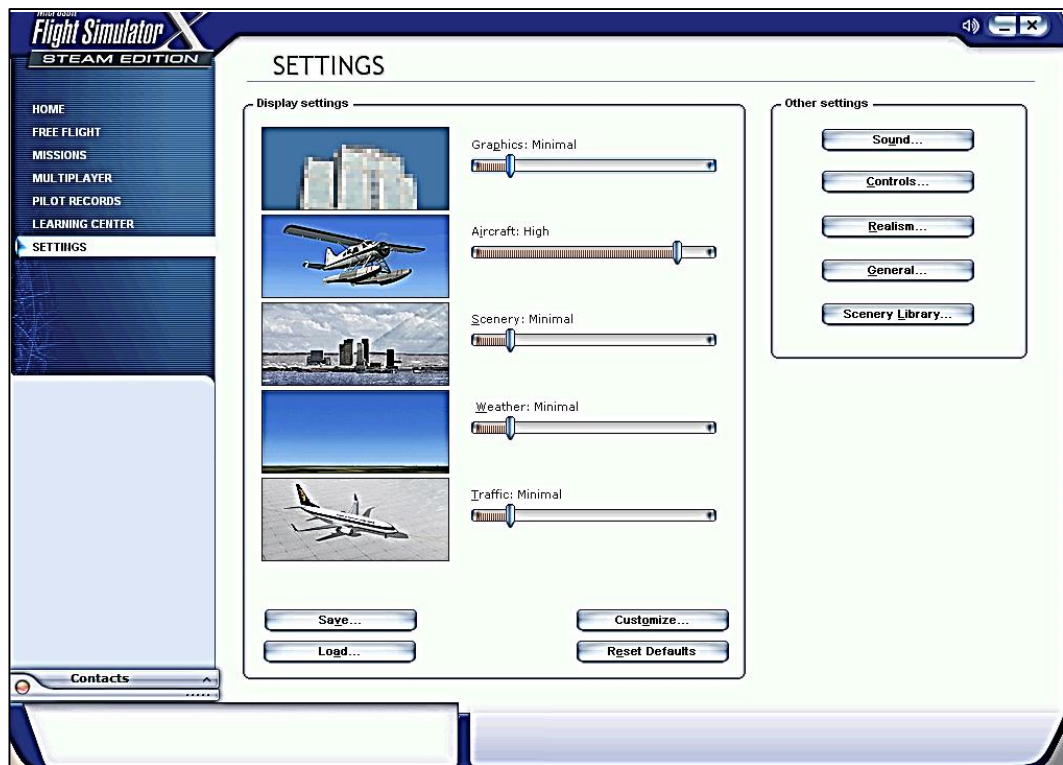 Microsoft
Flight Simulator X
STEAM EDITION
HOME
FREE FLIGHT
MISSIONS
MULTIPLAYER
PILOT RECORDS
LEARNING CENTER
SETTINGS
Contacts
SETTINGS
Display settings
Graphics: Minimal
Aircraft: High
Scenery: Minimal
Weather: Minimal
Traffic: Minimal
Save...
Customize...
Load...
Reset Defaults
Other settings
Sound...
Controls...
Realism...
General...
Scenery Library...